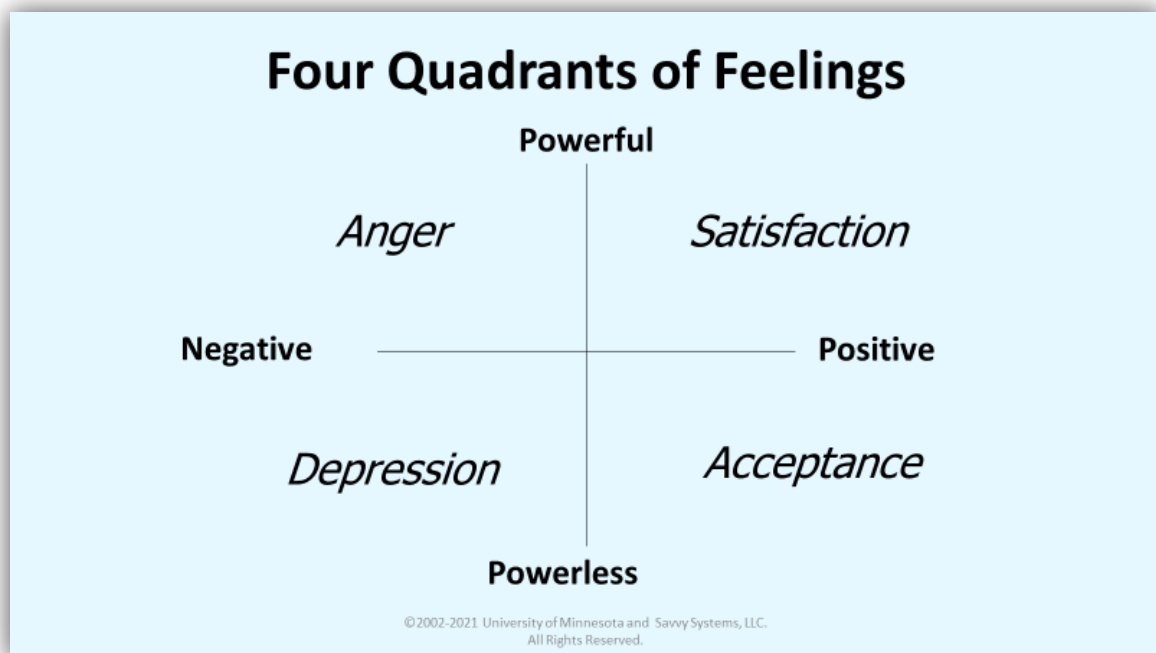 Four Quadrants of Feelings
Powerful
Anger
Satisfaction
Negative
Positive
Depression
Acceptance
Powerless
©2002-2021 University of Minnesota and Savvy Systems, LLC.
All Rights Reserved.